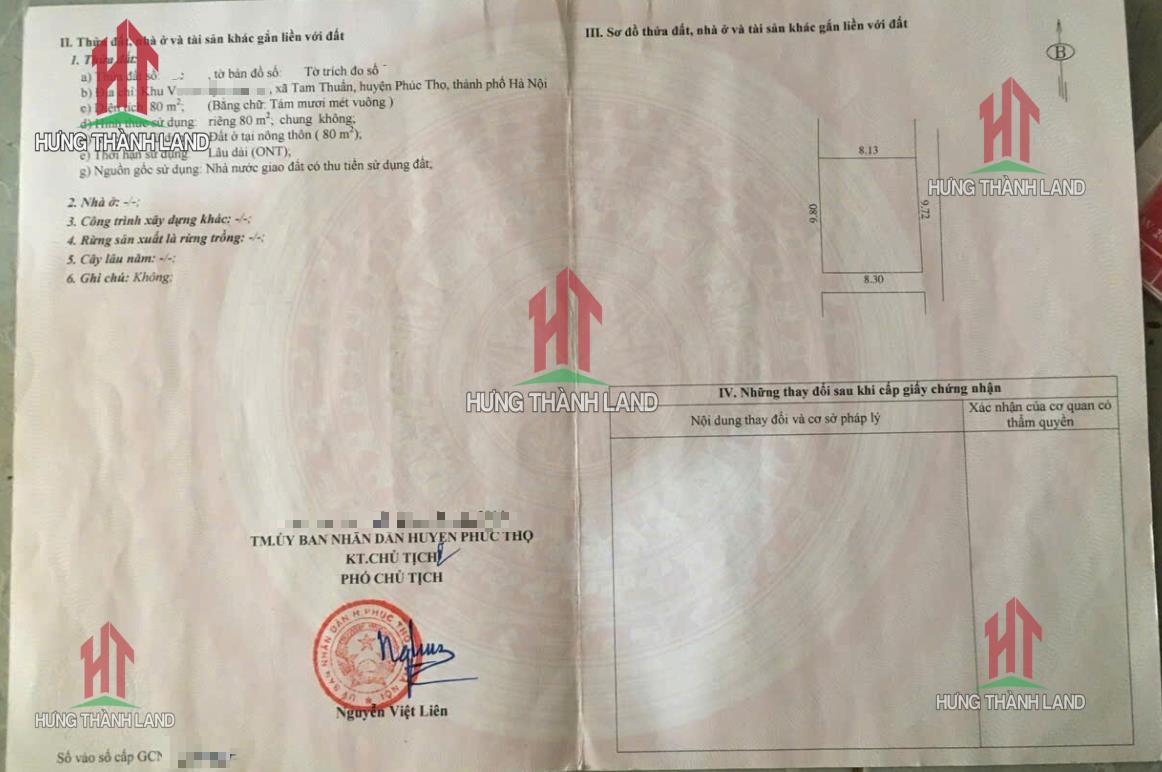 II. Thửa đất, nhà ở và tài sản khác gắn liền với đất
1. Thửa đất:
a) Thửa đất số: , tờ bản đồ số: Tờ trích đo số
b) Địa chỉ: Khu , xã Tam Thuấn, huyện Phúc Thọ, thành phố Hà Nội
c) Diện tích: 80 m²; (Bằng chữ: Tám mươi mét vuông )
d) Hình thức sử dụng: riêng 80 m²; chung không;
Đất ở tại nông thôn ( 80 m²);
e) Thời hạn sử dụng: Lâu dài (ONT);
g) Nguồn gốc sử dụng: Nhà nước giao đất có thu tiền sử dụng đất;
2. Nhà ở: -/-;
3. Công trình xây dựng khác: -/-;
4. Rừng sản xuất là rừng trồng: -/-;
5. Cây lâu năm: -/-;
6. Ghi chú: Không;
TM.ỦY BAN NHÂN DÂN HUYỆN PHÚC THỌ
KT.CHỦ TỊCH
PHÓ CHỦ TỊCH
ỦY BAN NHÂN DÂN H.PHÚC THỌ HÀ NỘI
Nguyễn Việt Liên
Số vào sổ cấp GCN
III. Sơ đồ thửa đất, nhà ở và tài sản khác gắn liền với đất
B
8.13
9.80
9.72
8.30
IV. Những thay đổi sau khi cấp giấy chứng nhận
Nội dung thay đổi và cơ sở pháp lý
Xác nhận của cơ quan có
thẩm quyền
HƯNG THÀNH LAND
HƯNG THÀNH LAND
HƯNG THÀNH LAND
HƯNG THÀNH LAND
HƯNG THÀNH LAND